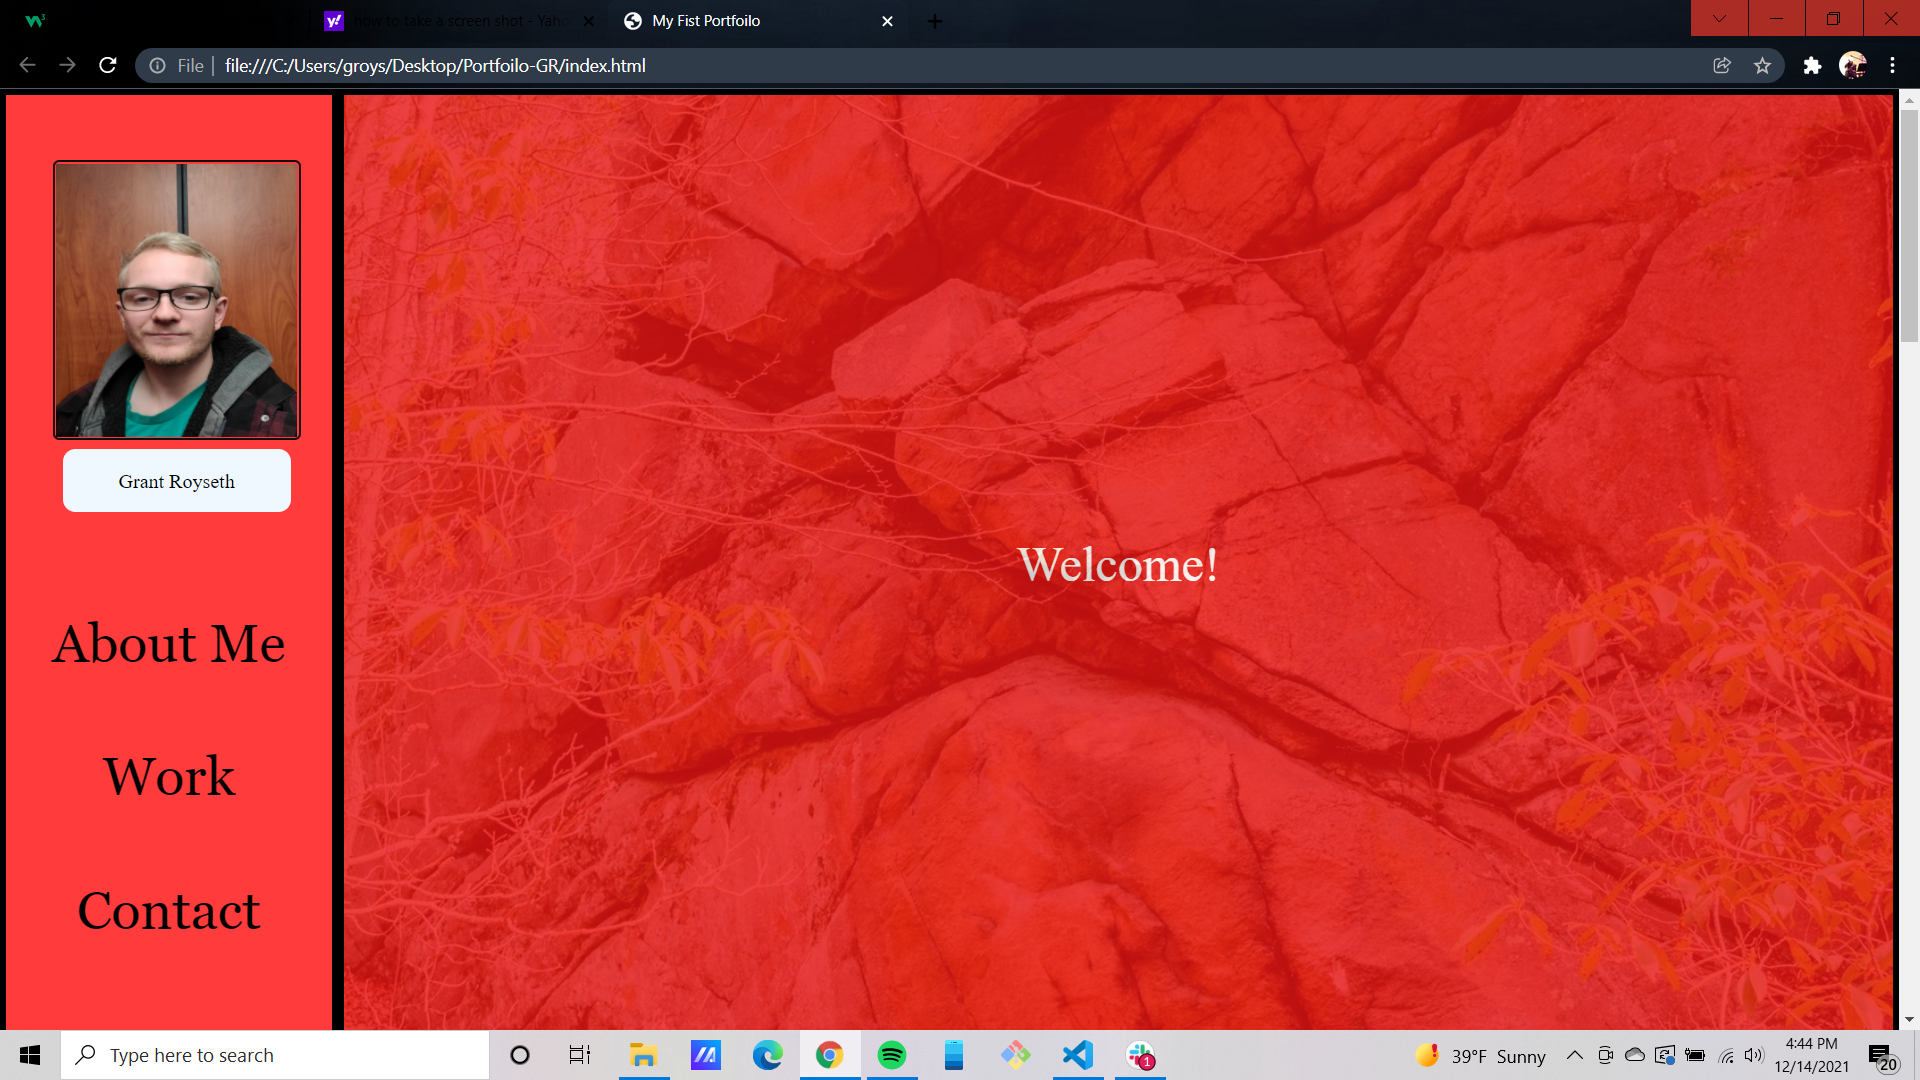 how to take a screen shot - Yaho
My Fist Portfoilo
File
file:///C:/Users/groys/Desktop/Portfoilo-GR/index.html
Grant Royseth
About Me
Work
Contact
Welcome!
Type here to search
1
39°F Sunny
4:44 PM
12/14/2021
20